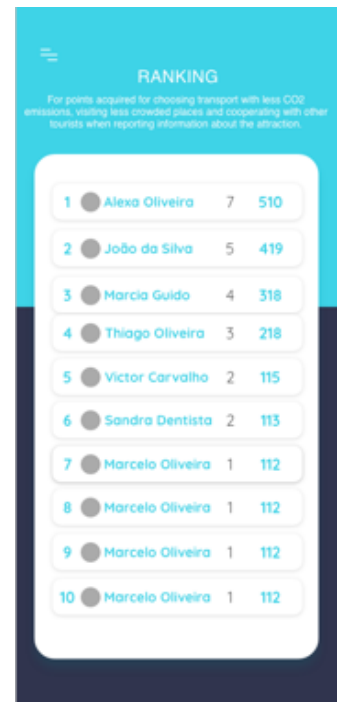 RANKING
For points acquired for choosing transport with less CO2
emissions, visiting less crowded places and cooperating with other
tourists when reporting information about the attraction.
1 Alexa Oliveira 7 510
2 João da Silva 5 419
3 Marcia Guido 4 318
4 Thiago Oliveira 3 218
5 Victor Carvalho 2 115
6 Sandra Dentista 2 113
7 Marcelo Oliveira 1 112
8 Marcelo Oliveira 1 112
9 Marcelo Oliveira 1 112
10 Marcelo Oliveira 1 112